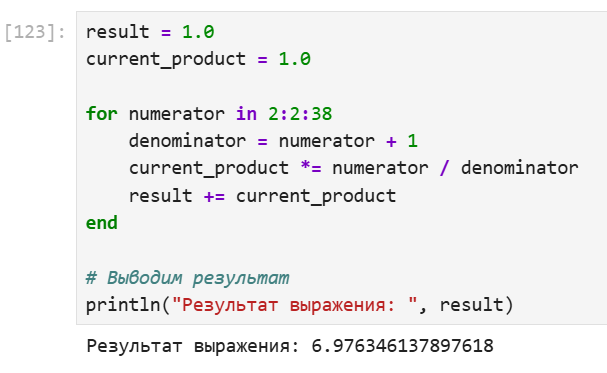 [123]: result = 1.0
current_product = 1.0
for numerator in 2:2:38
denominator = numerator + 1
current_product *= numerator / denominator
result += current_product
end
# Выводим результат
println("Результат выражения: ", result)
Результат выражения: 6.976346137897618